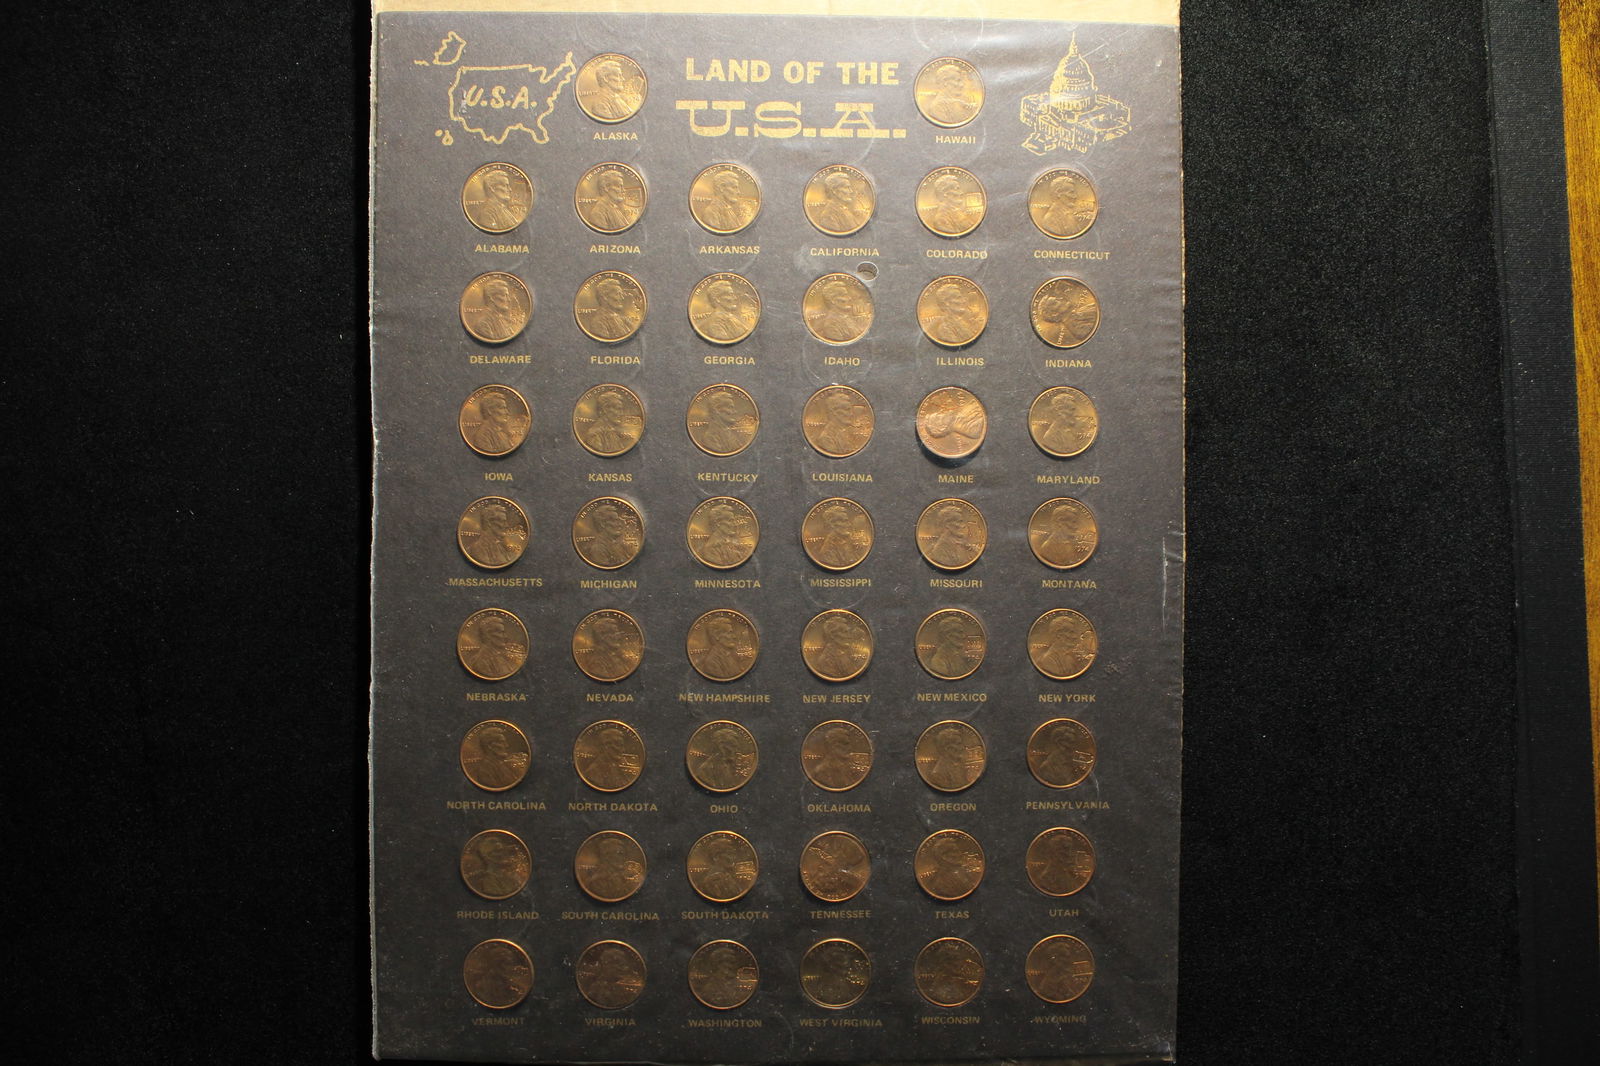 U.S.A.
LAND OF THE
U.S.A.
ALASKA HAWAII
ALABAMA ARIZONA ARKANSAS CALIFORNIA COLORADO CONNECTICUT
DELAWARE FLORIDA GEORGIA IDAHO ILLINOIS INDIANA
IOWA KANSAS KENTUCKY LOUISIANA MAINE MARYLAND
MASSACHUSETTS MICHIGAN MINNESOTA MISSISSIPPI MISSOURI MONTANA
NEBRASKA NEVADA NEW HAMPSHIRE NEW JERSEY NEW MEXICO NEW YORK
NORTH CAROLINA NORTH DAKOTA OHIO OKLAHOMA OREGON PENNSYLVANIA
RHODE ISLAND SOUTH CAROLINA SOUTH DAKOTA TENNESSEE TEXAS UTAH
VERMONT VIRGINIA WASHINGTON WEST VIRGINIA WISCONSIN WYOMING